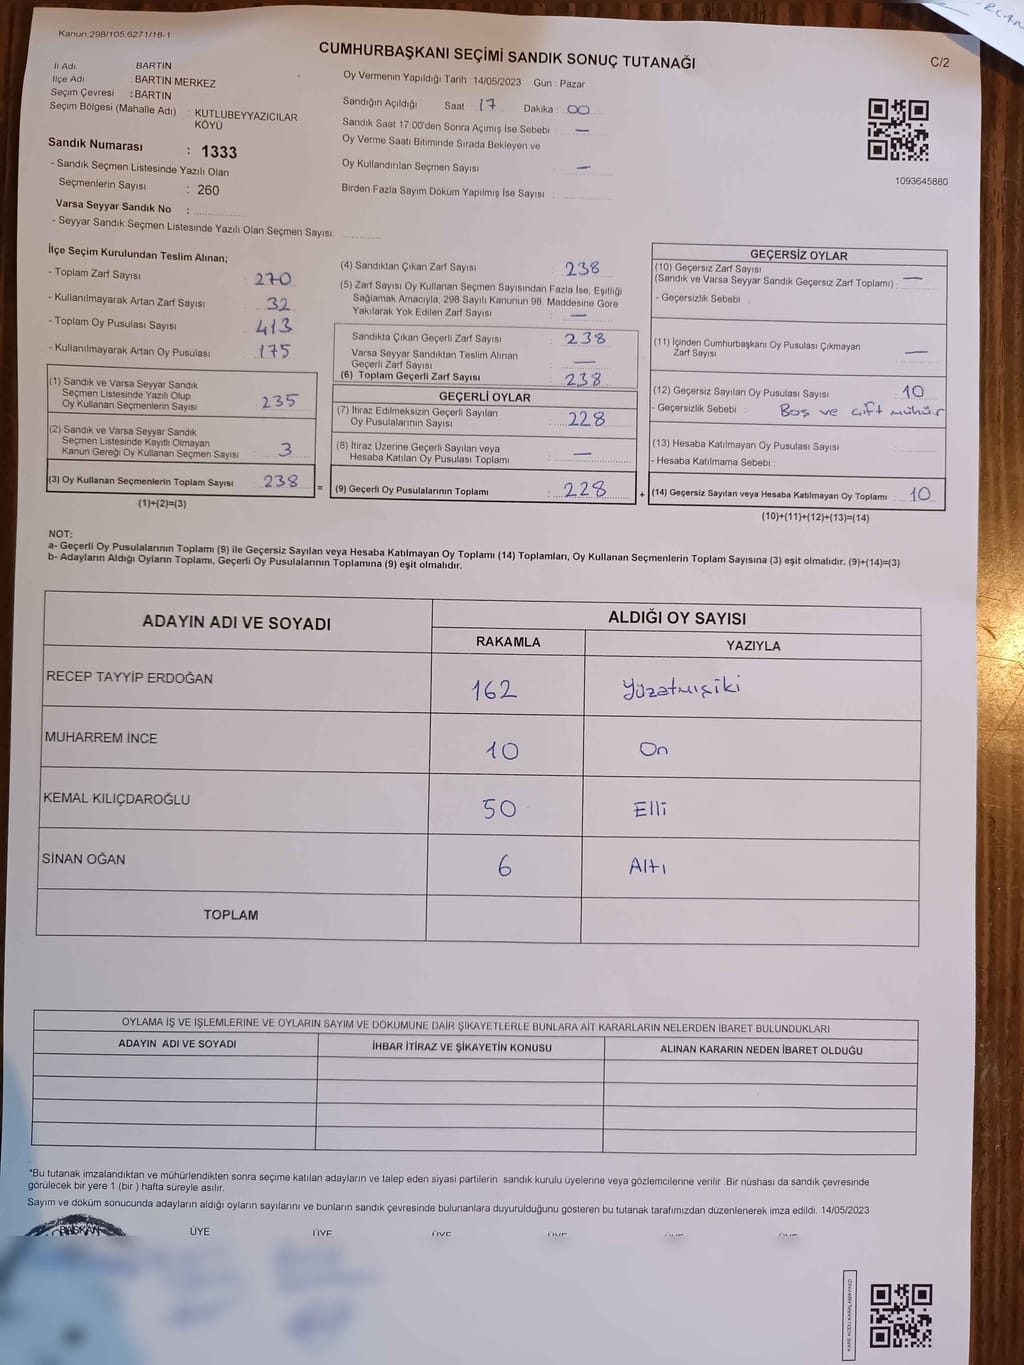 Kanun:298/105,6271/18-1
CUMHURBAŞKANI SEÇİMİ SANDIK SONUÇ TUTANAĞI
C/2
İl Adı : BARTIN
İlçe Adı : BARTIN MERKEZ
Seçim Çevresi : BARTIN
Seçim Bölgesi (Mahalle Adı) : KUTLUBEYYAZICILAR
KÖYÜ
Sandık Numarası : 1333
- Sandık Seçmen Listesinde Yazılı Olan
Seçmenlerin Sayısı : 260
Varsa Seyyar Sandık No :
- Seyyar Sandık Seçmen Listesinde Yazılı Olan Seçmen Sayısı:
Oy Vermenin Yapıldığı Tarih 14/05/2023 Gün : Pazar
Sandığın Açıldığı Saat 17 Dakika : 00
Sandık Saat 17:00'den Sonra Açımış İse Sebebi : —
Oy Verme Saati Bitiminde Sırada Bekleyen ve
Oy Kullandırılan Seçmen Sayısı : —
Birden Fazla Sayım Döküm Yapılmış İse Sayısı :
1093645880
İlçe Seçim Kurulundan Teslim Alınan;
- Toplam Zarf Sayısı : 270
- Kullanılmayarak Artan Zarf Sayısı : 32
- Toplam Oy Pusulası Sayısı : 413
- Kullanılmayarak Artan Oy Pusulası : 175
(1) Sandık ve Varsa Seyyar Sandık
Seçmen Listesinde Yazılı Olup
Oy Kullanan Seçmenlerin Sayısı : 235
(2) Sandık ve Varsa Seyyar Sandık
Seçmen Listesinde Kayıtlı Olmayan
Kanun Gereği Oy Kullanan Seçmen Sayısı : 3
(3) Oy Kullanan Seçmenlerin Toplam Sayısı : 238
(1)+(2)=(3)
(4) Sandıktan Çıkan Zarf Sayısı : 238
(5) Zarf Sayısı Oy Kullanan Seçmen Sayısından Fazla İse, Eşitliği
Sağlamak Amacıyla, 298 Sayılı Kanunun 98. Maddesine Göre
Yakılarak Yok Edilen Zarf Sayısı : —
Sandıkta Çıkan Geçerli Zarf Sayısı : 238
Varsa Seyyar Sandıktan Teslim Alınan
Geçerli Zarf Sayısı : —
(6) Toplam Geçerli Zarf Sayısı : 238
GEÇERLİ OYLAR
(7) İtiraz Edilmeksizin Geçerli Sayılan
Oy Pusulalarının Sayısı : 228
(8) İtiraz Üzerine Geçerli Sayılan veya
Hesaba Katılan Oy Pusulası Toplamı : —
= (9) Geçerli Oy Pusulalarının Toplamı : 228
GEÇERSİZ OYLAR
(10) Geçersiz Zarf Sayısı
(Sandık ve Varsa Seyyar Sandık Geçersiz Zarf Toplamı) : —
- Geçersizlik Sebebi :
(11) İçinden Cumhurbaşkanı Oy Pusulası Çıkmayan
Zarf Sayısı : —
(12) Geçersiz Sayılan Oy Pusulası Sayısı : 10
- Geçersizlik Sebebi : Boş ve çift mühür
(13) Hesaba Katılmayan Oy Pusulası Sayısı :
- Hesaba Katılmama Sebebi :
+ (14) Geçersiz Sayılan veya Hesaba Katılmayan Oy Toplamı : 10
(10)+(11)+(12)+(13)=(14)
NOT:
a- Geçerli Oy Pusulalarının Toplamı (9) ile Geçersiz Sayılan veya Hesaba Katılmayan Oy Toplamı (14) Toplamları, Oy Kullanan Seçmenlerin Toplam Sayısına (3) eşit olmalıdır. (9)+(14)=(3)
b- Adayların Aldığı Oyların Toplamı, Geçerli Oy Pusulalarının Toplamına (9) eşit olmalıdır.
ADAYIN ADI VE SOYADI ALDIĞI OY SAYISI
RAKAMLA YAZIYLA
RECEP TAYYİP ERDOĞAN 162 Yüzatmışiki
MUHARREM İNCE 10 On
KEMAL KILIÇDAROĞLU 50 Elli
SİNAN OĞAN 6 Altı
TOPLAM
OYLAMA İŞ VE İŞLEMLERİNE VE OYLARIN SAYIM VE DÖKÜMÜNE DAİR ŞİKAYETLERLE BUNLARA AİT KARARLARIN NELERDEN İBARET BULUNDUKLARI
ADAYIN ADI VE SOYADI İHBAR İTİRAZ VE ŞİKAYETİN KONUSU ALINAN KARARIN NEDEN İBARET OLDUĞU
*Bu tutanak imzalandıktan ve mühürlendikten sonra seçime katılan adayların ve talep eden siyasi partilerin sandık kurulu üyelerine veya gözlemcilerine verilir .Bir nüshası da sandık çevresinde
görülecek bir yere 1 (bir ) hafta süreyle asılır.
Sayım ve döküm sonucunda adayların aldığı oyların sayılarını ve bunların sandık çevresinde bulunanlara duyurulduğunu gösteren bu tutanak tarafımızdan düzenlenerek imza edildi. 14/05/2023
BAŞKAN ÜYE ÜYE ÜYE ÜYE
KARE KODU KARALAMAYINIZ!